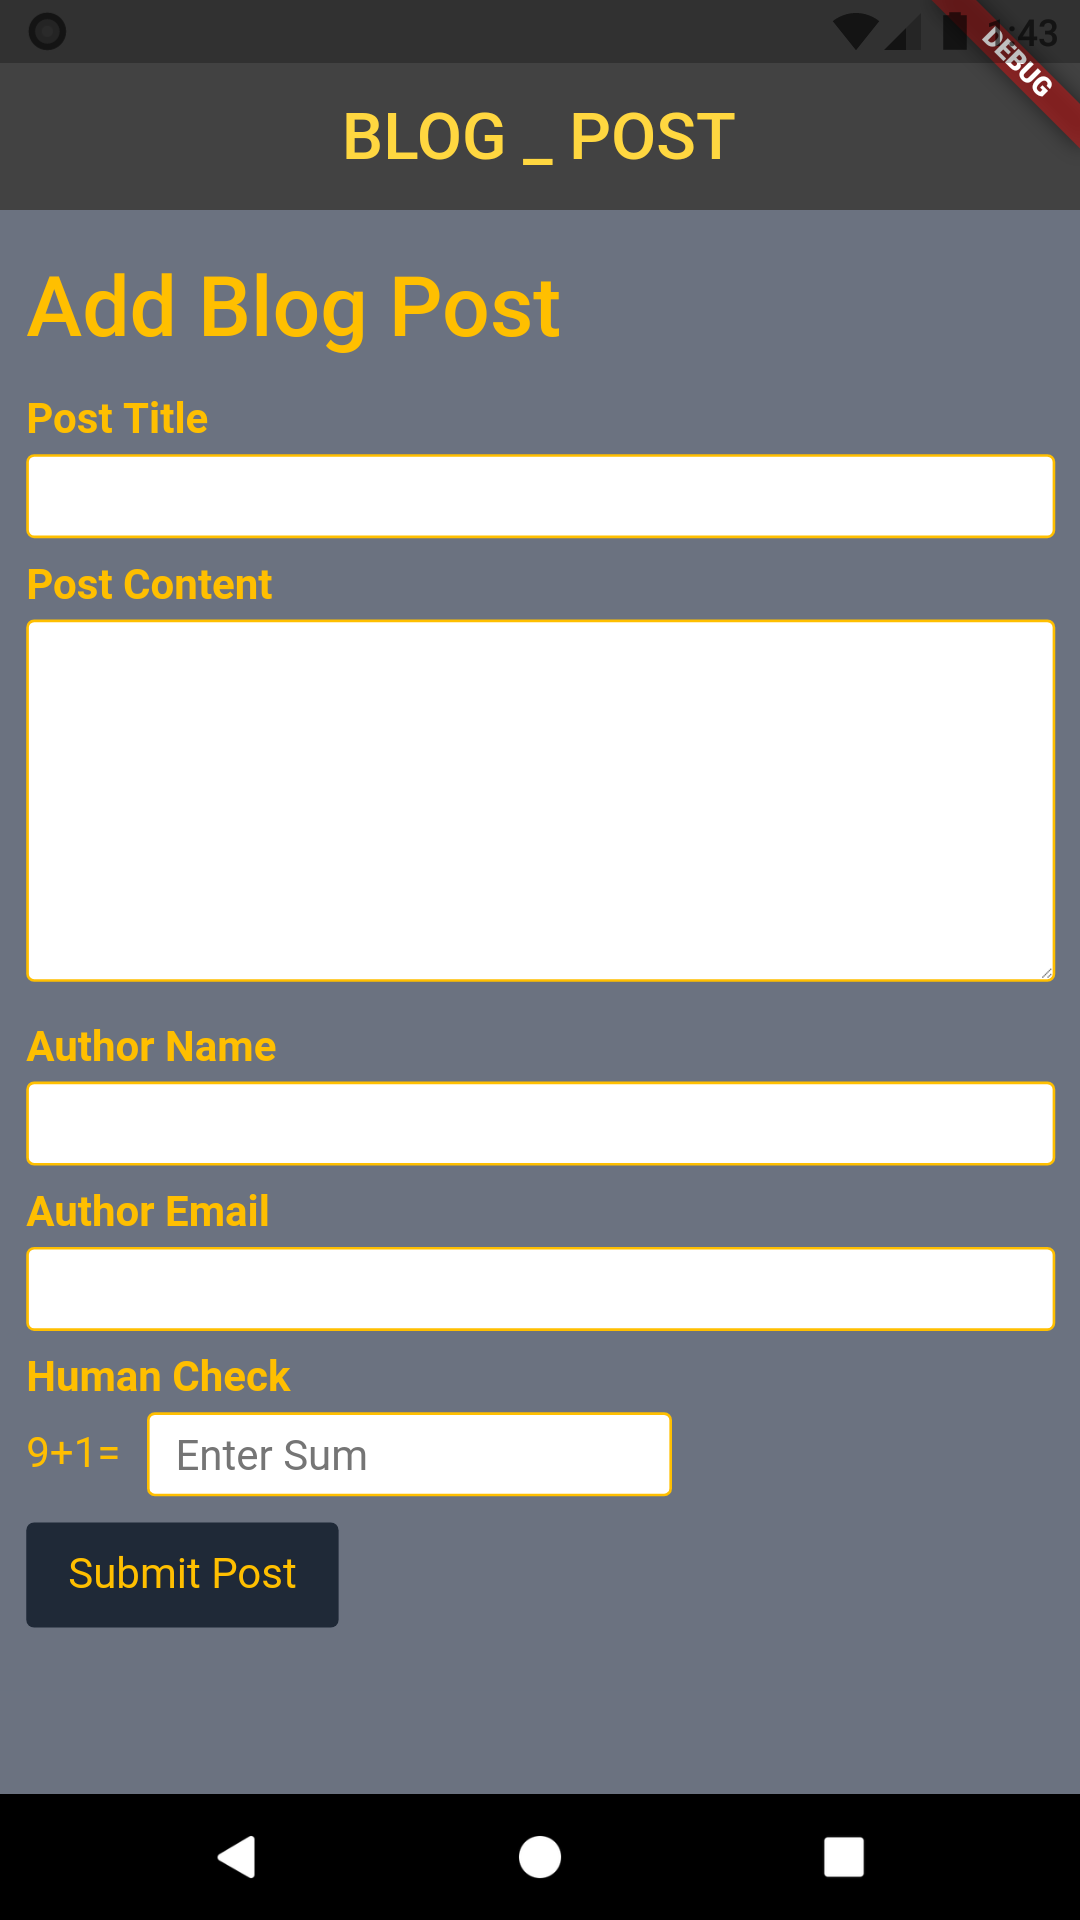 :43
DEBUG
BLOG _ POST
Add Blog Post
Post Title
Post Content
Author Name
Author Email
Human Check
9+1=
Enter Sum
Submit Post